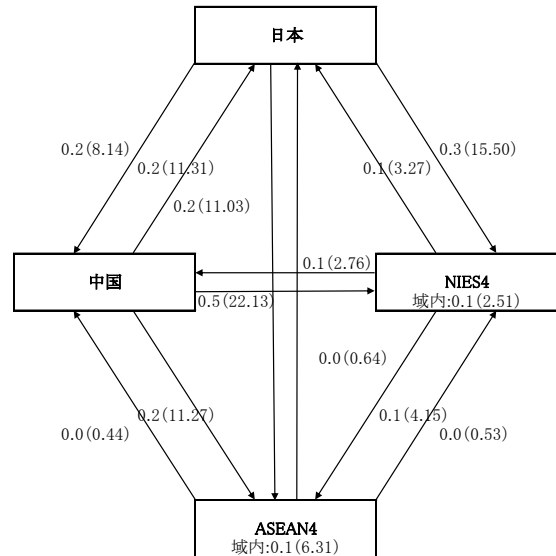 日本
0.2(8.14)
0.2(11.31)
0.2(11.03)
0.1(3.27)
0.3(15.50)
中国
0.1(2.76)
0.5(22.13)
NIES4
域内:0.1(2.51)
0.0(0.64)
0.0(0.44)
0.2(11.27)
0.1(4.15)
0.0(0.53)
ASEAN4
域内:0.1(6.31)